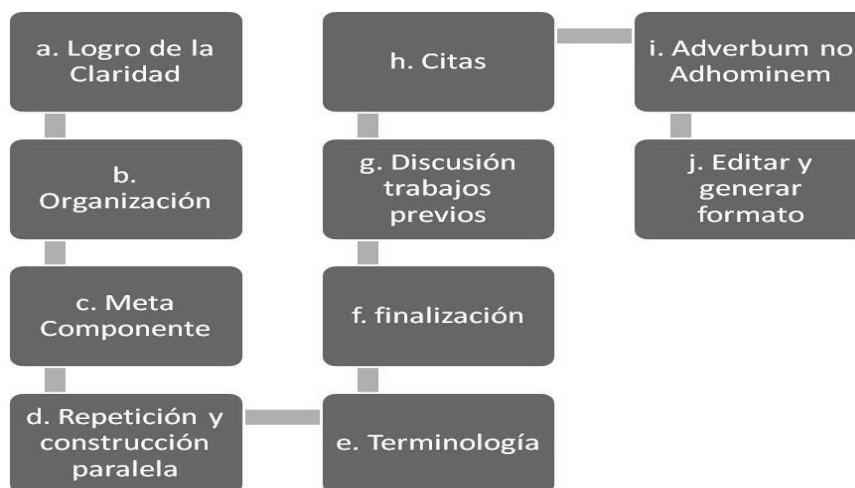 a. Logro de la
Claridad
b.
Organización
c. Meta
Componente
d. Repetición y
construcción
paralela
e. Terminología
f. finalización
g. Discusión
trabajos
previos
h. Citas
i. Adverbum no
Adhominem
j. Editar y
generar
formato